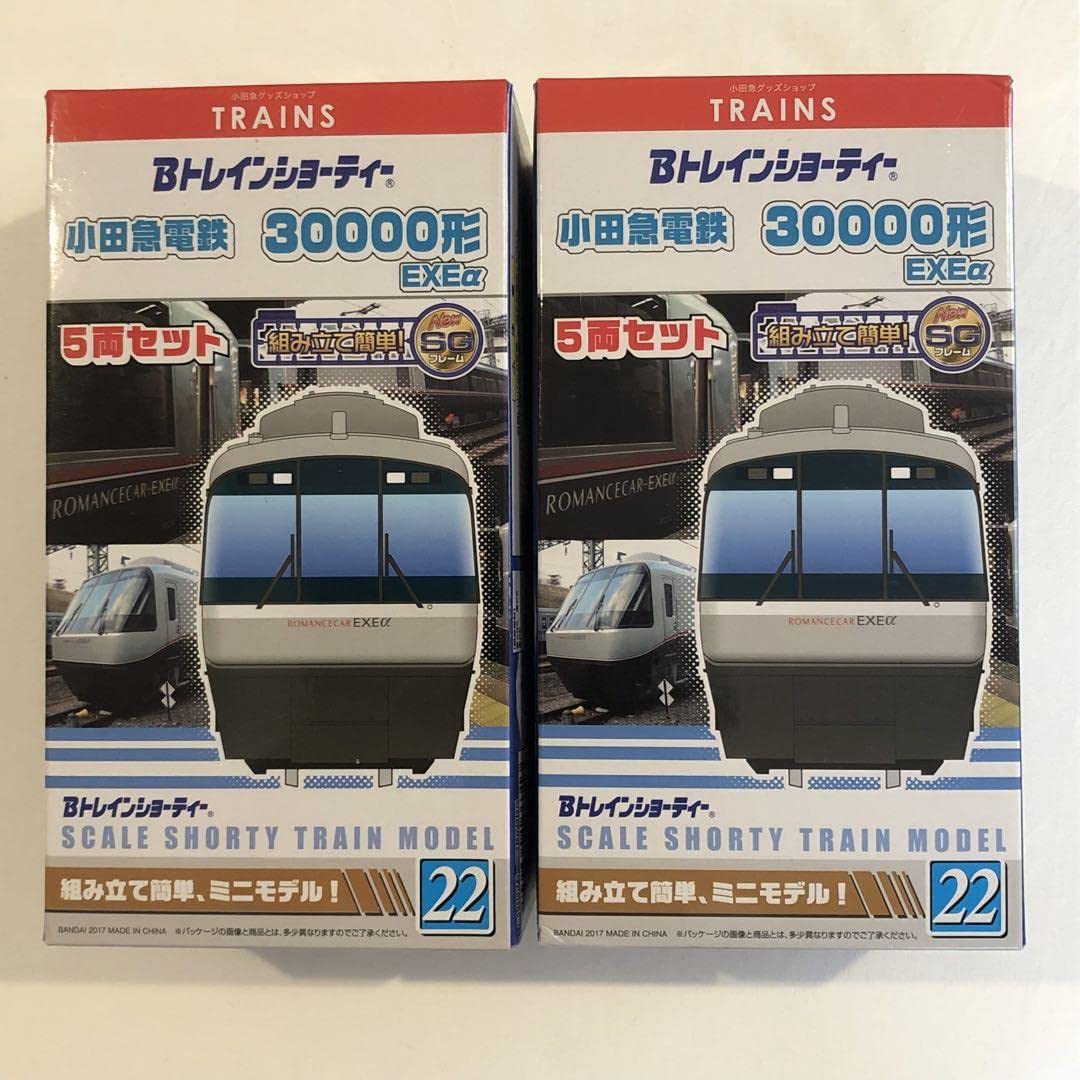 小田急グッズショップ
TRAINS
Bトレインショーティー®
小田急電鉄 30000形
EXEα
5両セット
組み立て簡単!
New
SG
フレーム
ROMANCECAR-EXEα
ROMANCECAR EXEα
Bトレインショーティー®
SCALE SHORTY TRAIN MODEL
組み立て簡単、ミニモデル!
22
BANDAI 2017 MADE IN CHINA ※パッケージの画像と商品とは、多少異なりますのでご了承ください。
小田急グッズショップ
TRAINS
Bトレインショーティー®
小田急電鉄 30000形
EXEα
5両セット
組み立て簡単!
New
SG
フレーム
ROMANCECAR-EXEα
ROMANCECAR EXEα
Bトレインショーティー®
SCALE SHORTY TRAIN MODEL
組み立て簡単、ミニモデル!
22
BANDAI 2017 MADE IN CHINA ※パッケージの画像と商品とは、多少異なりますのでご了承ください。